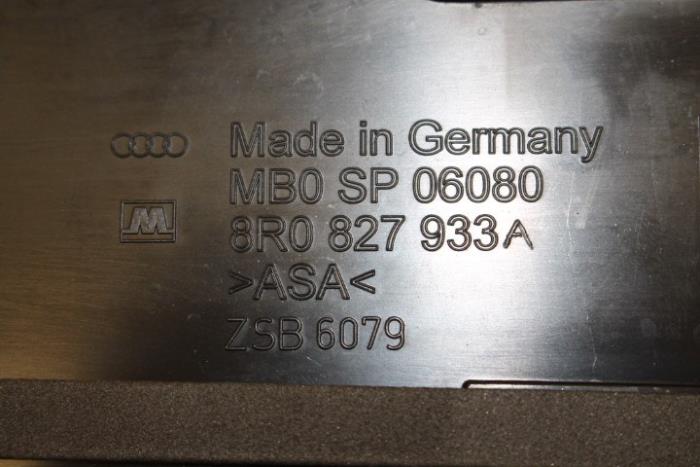 Made in Germany
MB0 SP 06080
M
8R0 827 933A
>ASA<
ZSB 6079